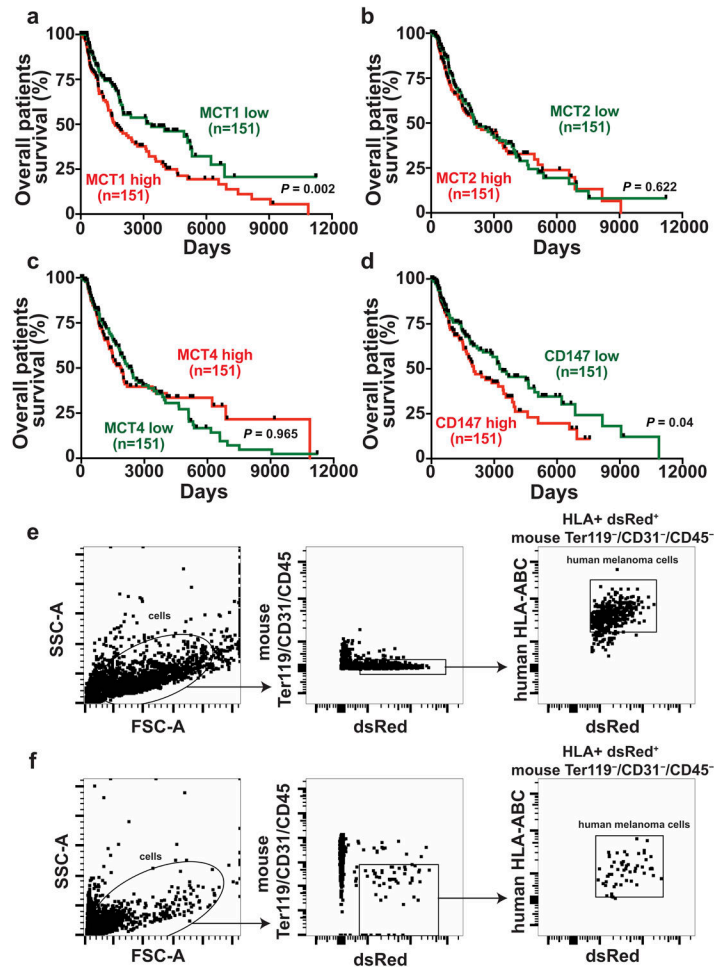 a
Overall patients
survival (%)
100
75
50
25
0
MCT1 low
(n=151)
MCT1 high
(n=151)
P = 0.002
0 3000 6000 9000 12000
Days
b
Overall patients
survival (%)
100
75
50
25
0
MCT2 low
(n=151)
MCT2 high
(n=151)
P = 0.622
0 3000 6000 9000 12000
Days
c
Overall patients
survival (%)
100
75
50
25
0
MCT4 high
(n=151)
MCT4 low
(n=151)
P = 0.965
0 3000 6000 9000 12000
Days
d
Overall patients
survival (%)
100
75
50
25
0
CD147 low
(n=151)
CD147 high
(n=151)
P = 0.04
0 3000 6000 9000 12000
Days
e
SSC-A
cells
FSC-A
mouse
Ter119/CD31/CD45
dsRed
HLA+ dsRed⁺
mouse Ter119⁻/CD31⁻/CD45⁻
human melanoma cells
human HLA-ABC
dsRed
f
SSC-A
cells
FSC-A
mouse
Ter119/CD31/CD45
dsRed
HLA+ dsRed⁺
mouse Ter119⁻/CD31⁻/CD45⁻
human melanoma cells
human HLA-ABC
dsRed